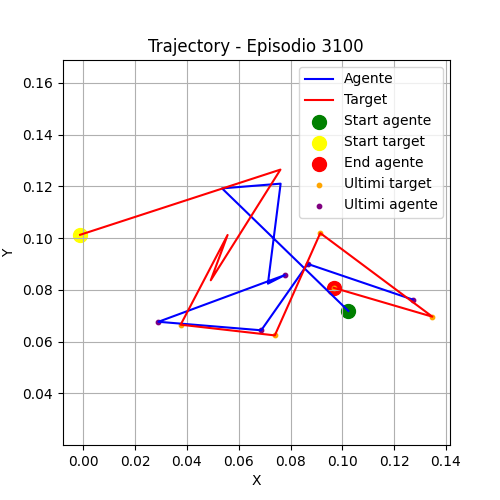 Trajectory - Episodio 3100
Agente
Target
Start agente
Start target
End agente
Ultimi target
Ultimi agente
0.16
0.14
0.12
0.10
0.08
0.06
0.04
Y
0.00
0.02
0.04
0.06
0.08
0.10
0.12
0.14
X